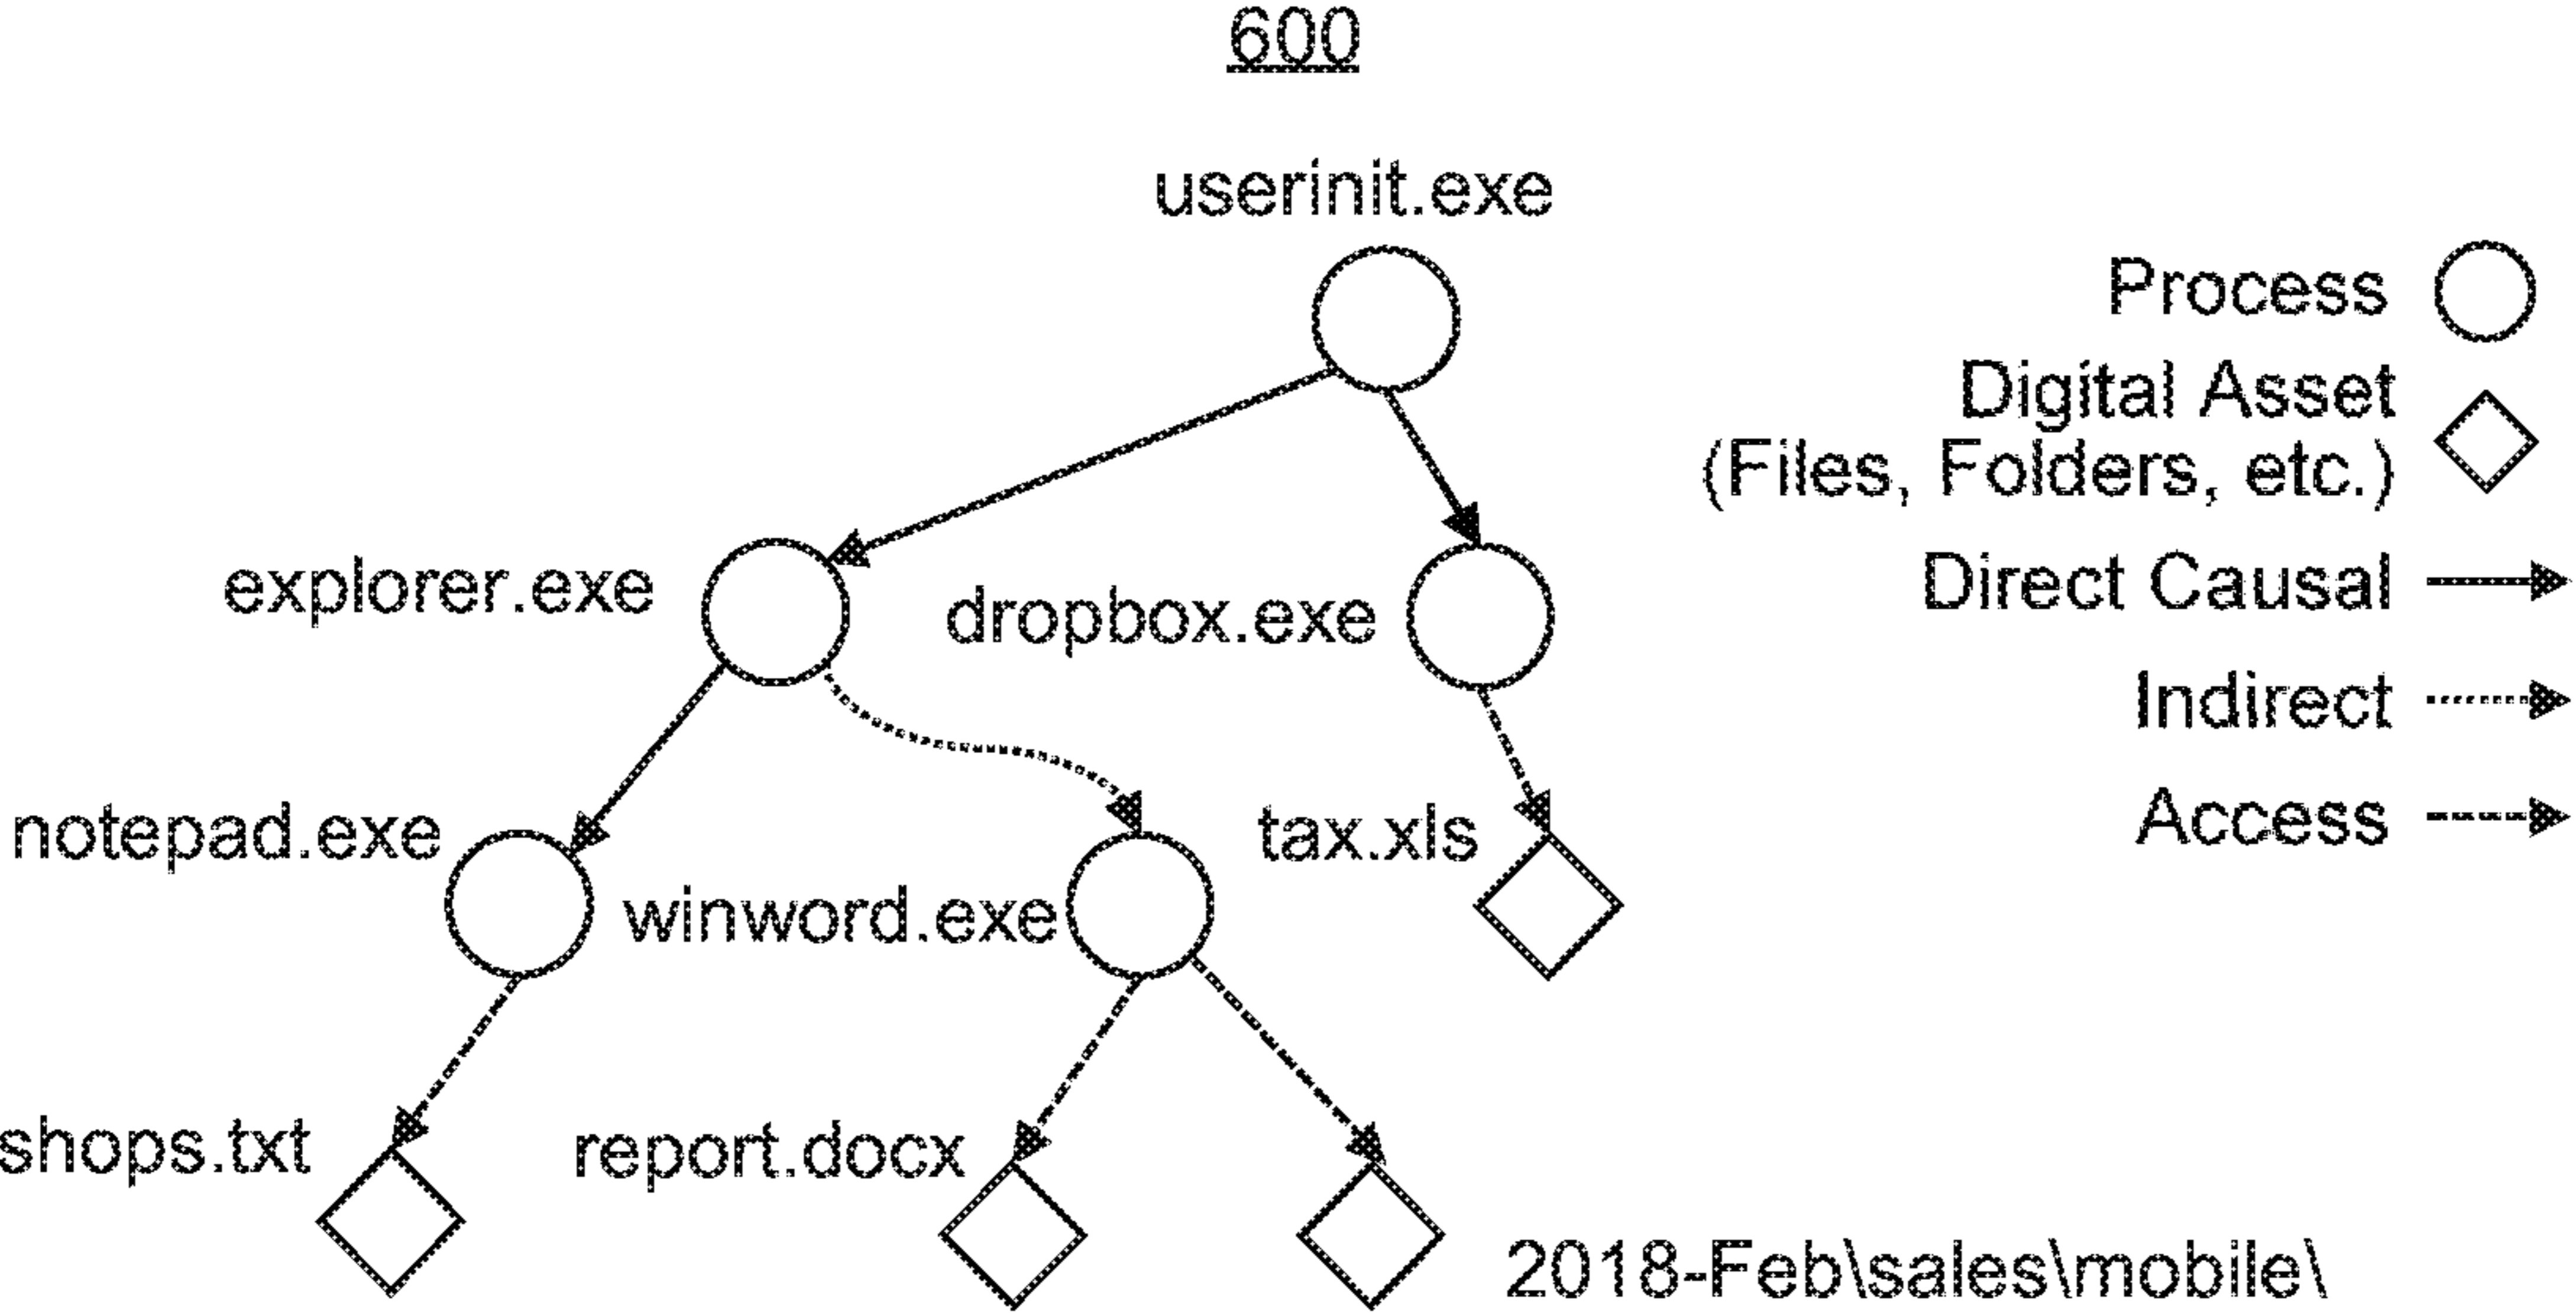 600
userinit.exe
Process
Digital Asset
(Files, Folders, etc.)
Direct Causal
Indirect
Access
explorer.exe
dropbox.exe
notepad.exe
winword.exe
tax.xls
shops.txt
report.docx
2018-Feb\sales\mobile\